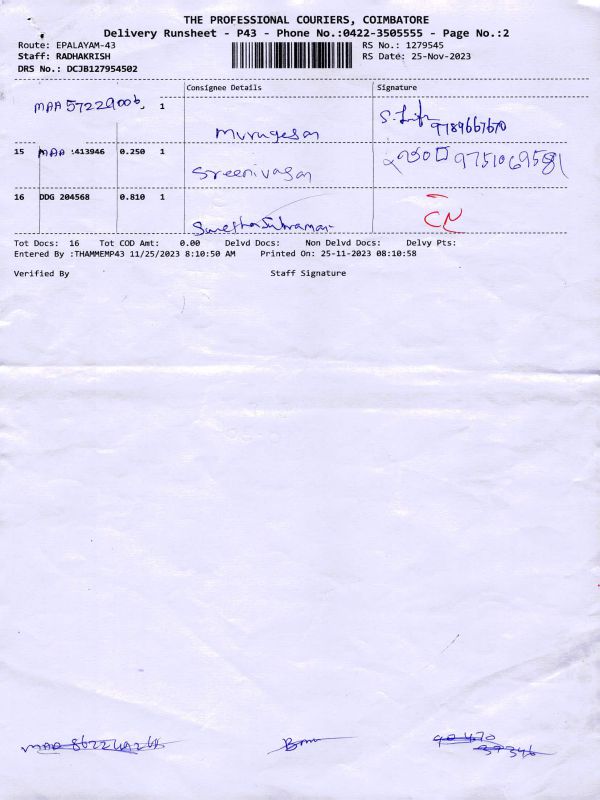 THE PROFESSIONAL COURIERS, COIMBATORE
Delivery Runsheet - P43 - Phone No.:0422-3505555 - Page No.:2
Route: EPALAYAM-43
RS No.: 1279545
Staff: RADHAKRISH
RS Date: 25-Nov-2023
DRS No.: DCJB127954502
Consignee Details Signature
MAA 572229006 1 Murugesan 9789667670
15 MAA 413946 0.250 1 Sreenivasan 9751069581
16 DDG 204568 0.810 1 CN
Tot Docs: 16 Tot COD Amt: 0.00 Delvd Docs: Non Delvd Docs: Delvy Pts:
Entered By :THAMMEMP43 11/25/2023 8:10:50 AM Printed On: 25-11-2023 08:10:58
Verified By Staff Signature